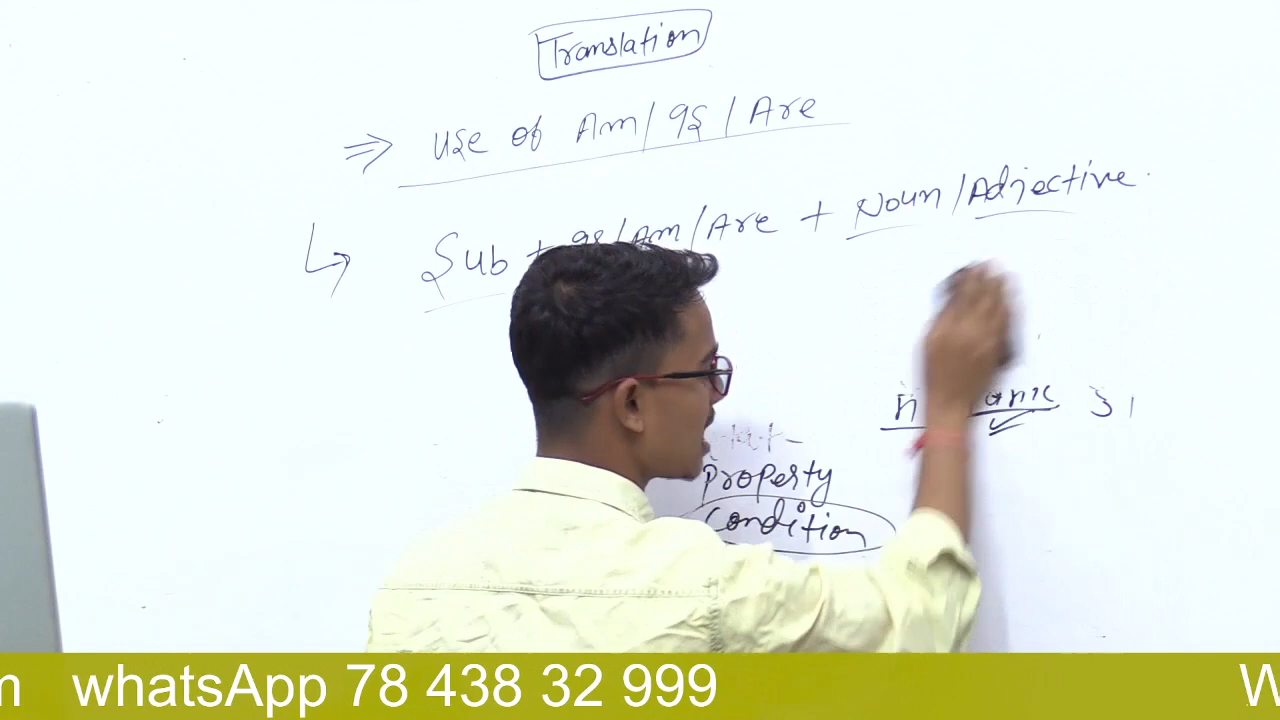 Translation
⇒ Use of Am / Is / Are
↳ Sub + Is / Am / Are + Noun / Adjective.
Property
Condition
whatsApp 78 438 32 999